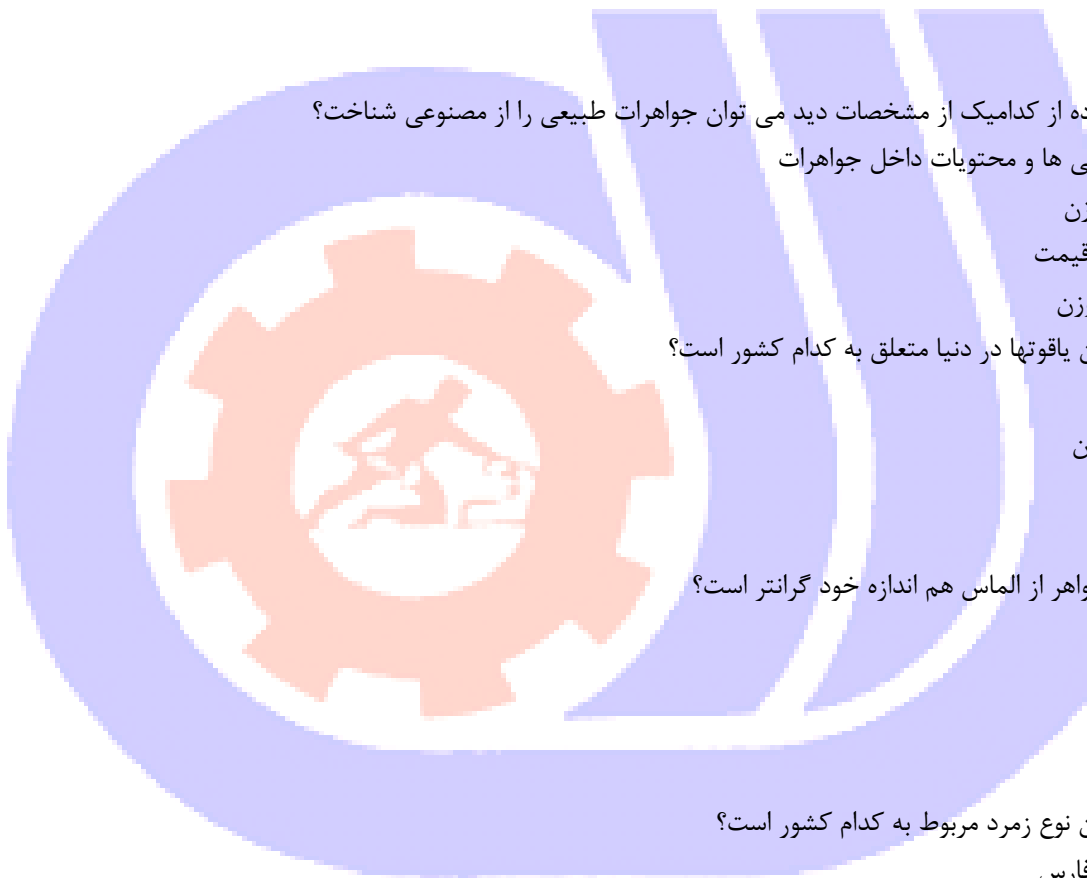 ده از کدامیک از مشخصات دید می توان جواهرات طبیعی را از مصنوعی شناخت؟
ی ها و محتویات داخل جواهرات
زن
قیمت
وزن
ن یاقوتها در دنیا متعلق به کدام کشور است؟
ن
واهر از الماس هم اندازه خود گرانتر است؟
ن نوع زمرد مربوط به کدام کشور است؟
فارس